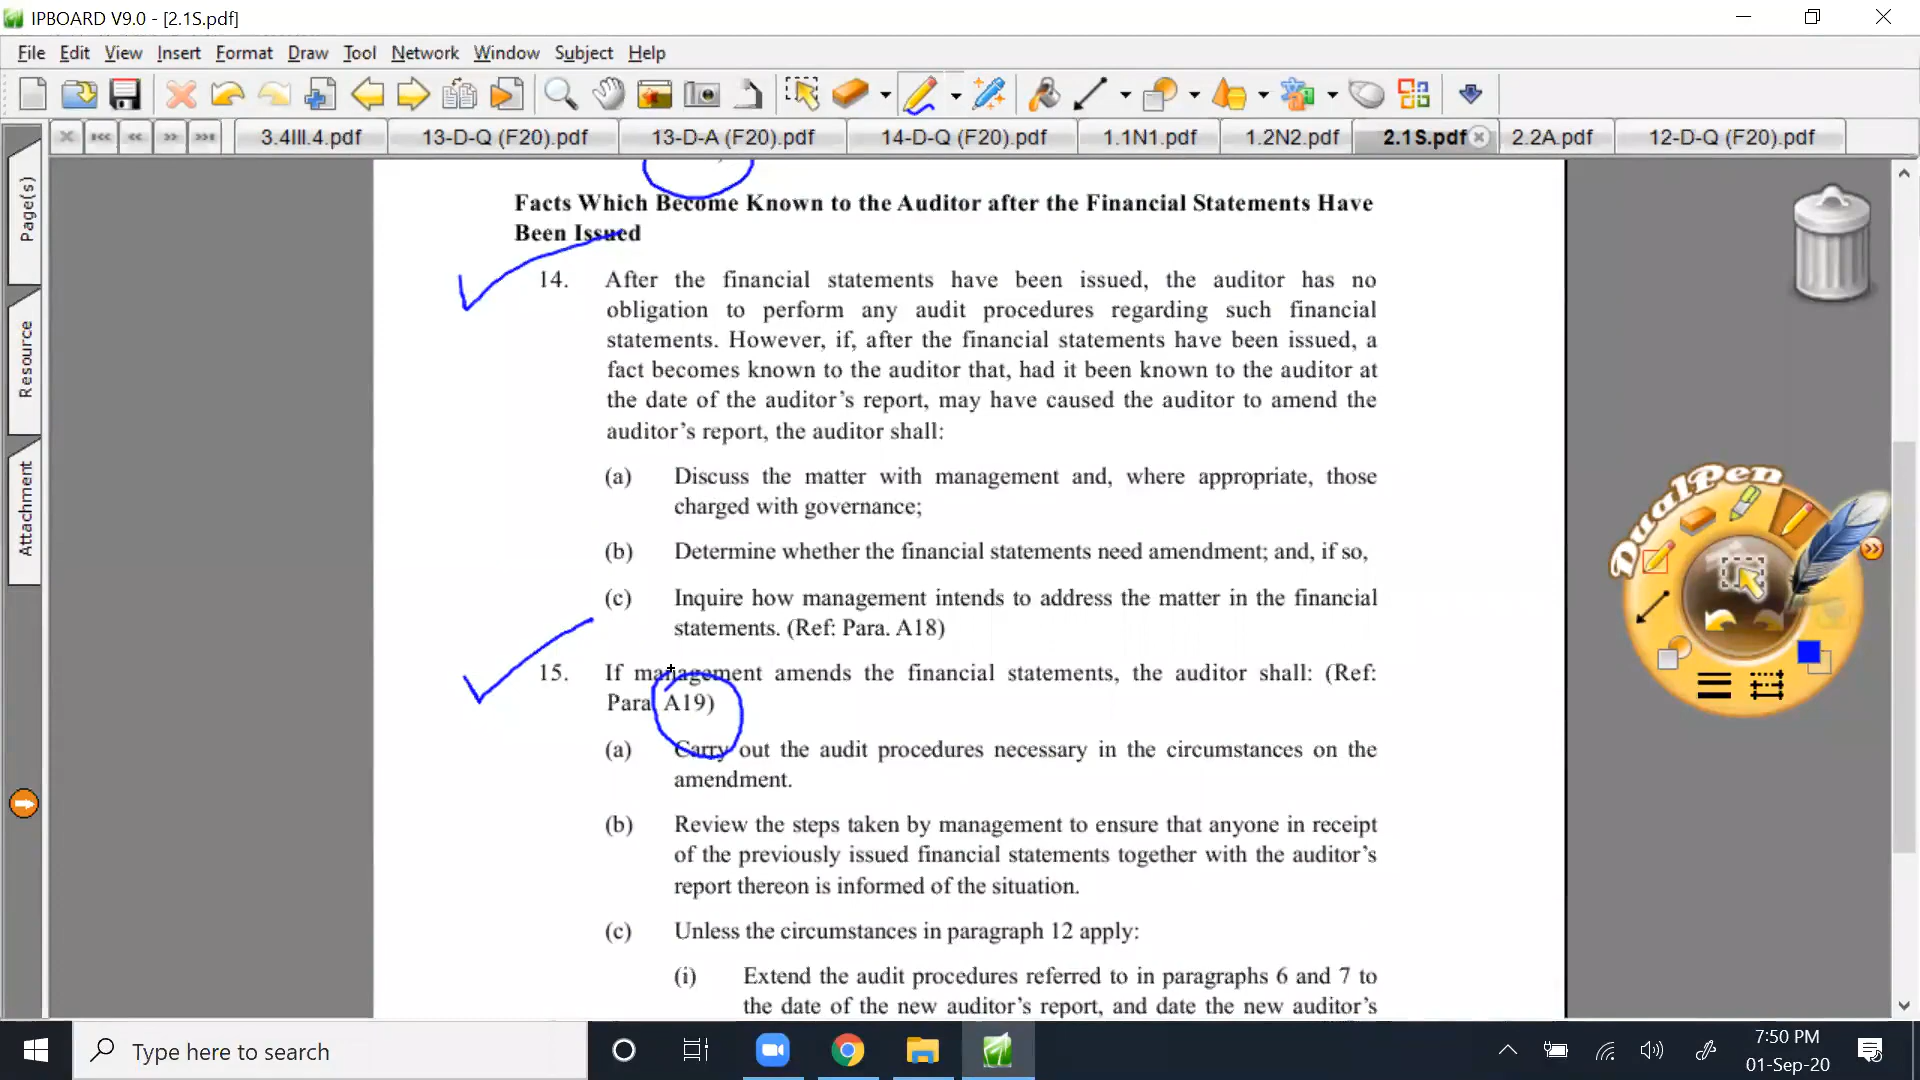 IPBOARD V9.0 - [2.1S.pdf]
File Edit View Insert Format Draw Tool Network Window Subject Help
3.4III.4.pdf 13-D-Q (F20).pdf 13-D-A (F20).pdf 14-D-Q (F20).pdf 1.1N1.pdf 1.2N2.pdf 2.1S.pdf 2.2A.pdf 12-D-Q (F20).pdf
Page(s)
Resource
Attachment
Facts Which Become Known to the Auditor after the Financial Statements Have
Been Issued
14. After the financial statements have been issued, the auditor has no
obligation to perform any audit procedures regarding such financial
statements. However, if, after the financial statements have been issued, a
fact becomes known to the auditor that, had it been known to the auditor at
the date of the auditor’s report, may have caused the auditor to amend the
auditor’s report, the auditor shall:
(a) Discuss the matter with management and, where appropriate, those
charged with governance;
(b) Determine whether the financial statements need amendment; and, if so,
(c) Inquire how management intends to address the matter in the financial
statements. (Ref: Para. A18)
15. If management amends the financial statements, the auditor shall: (Ref:
Para A19)
(a) Carry out the audit procedures necessary in the circumstances on the
amendment.
(b) Review the steps taken by management to ensure that anyone in receipt
of the previously issued financial statements together with the auditor’s
report thereon is informed of the situation.
(c) Unless the circumstances in paragraph 12 apply:
(i) Extend the audit procedures referred to in paragraphs 6 and 7 to
the date of the new auditor’s report, and date the new auditor’s
DualPen
Type here to search
7:50 PM
01-Sep-20